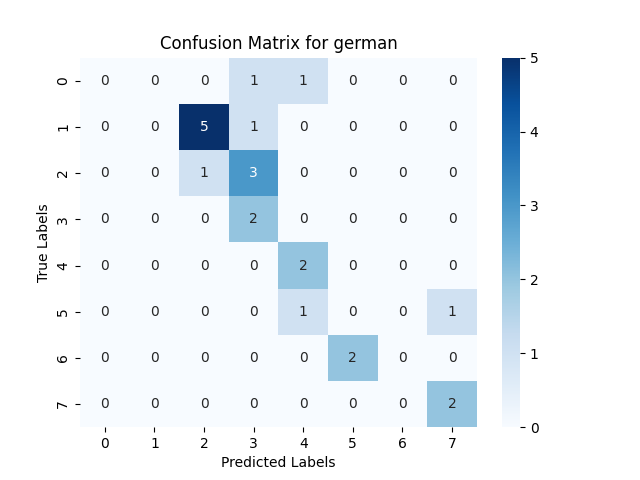 Confusion Matrix for german
0 0 0 0 1 1 0 0 0
1 0 0 5 1 0 0 0 0
2 0 0 1 3 0 0 0 0
3 0 0 0 2 0 0 0 0
4 0 0 0 0 2 0 0 0
5 0 0 0 0 1 0 0 1
6 0 0 0 0 0 2 0 0
7 0 0 0 0 0 0 0 2
0 1 2 3 4 5 6 7
True Labels
Predicted Labels
5
4
3
2
1
0